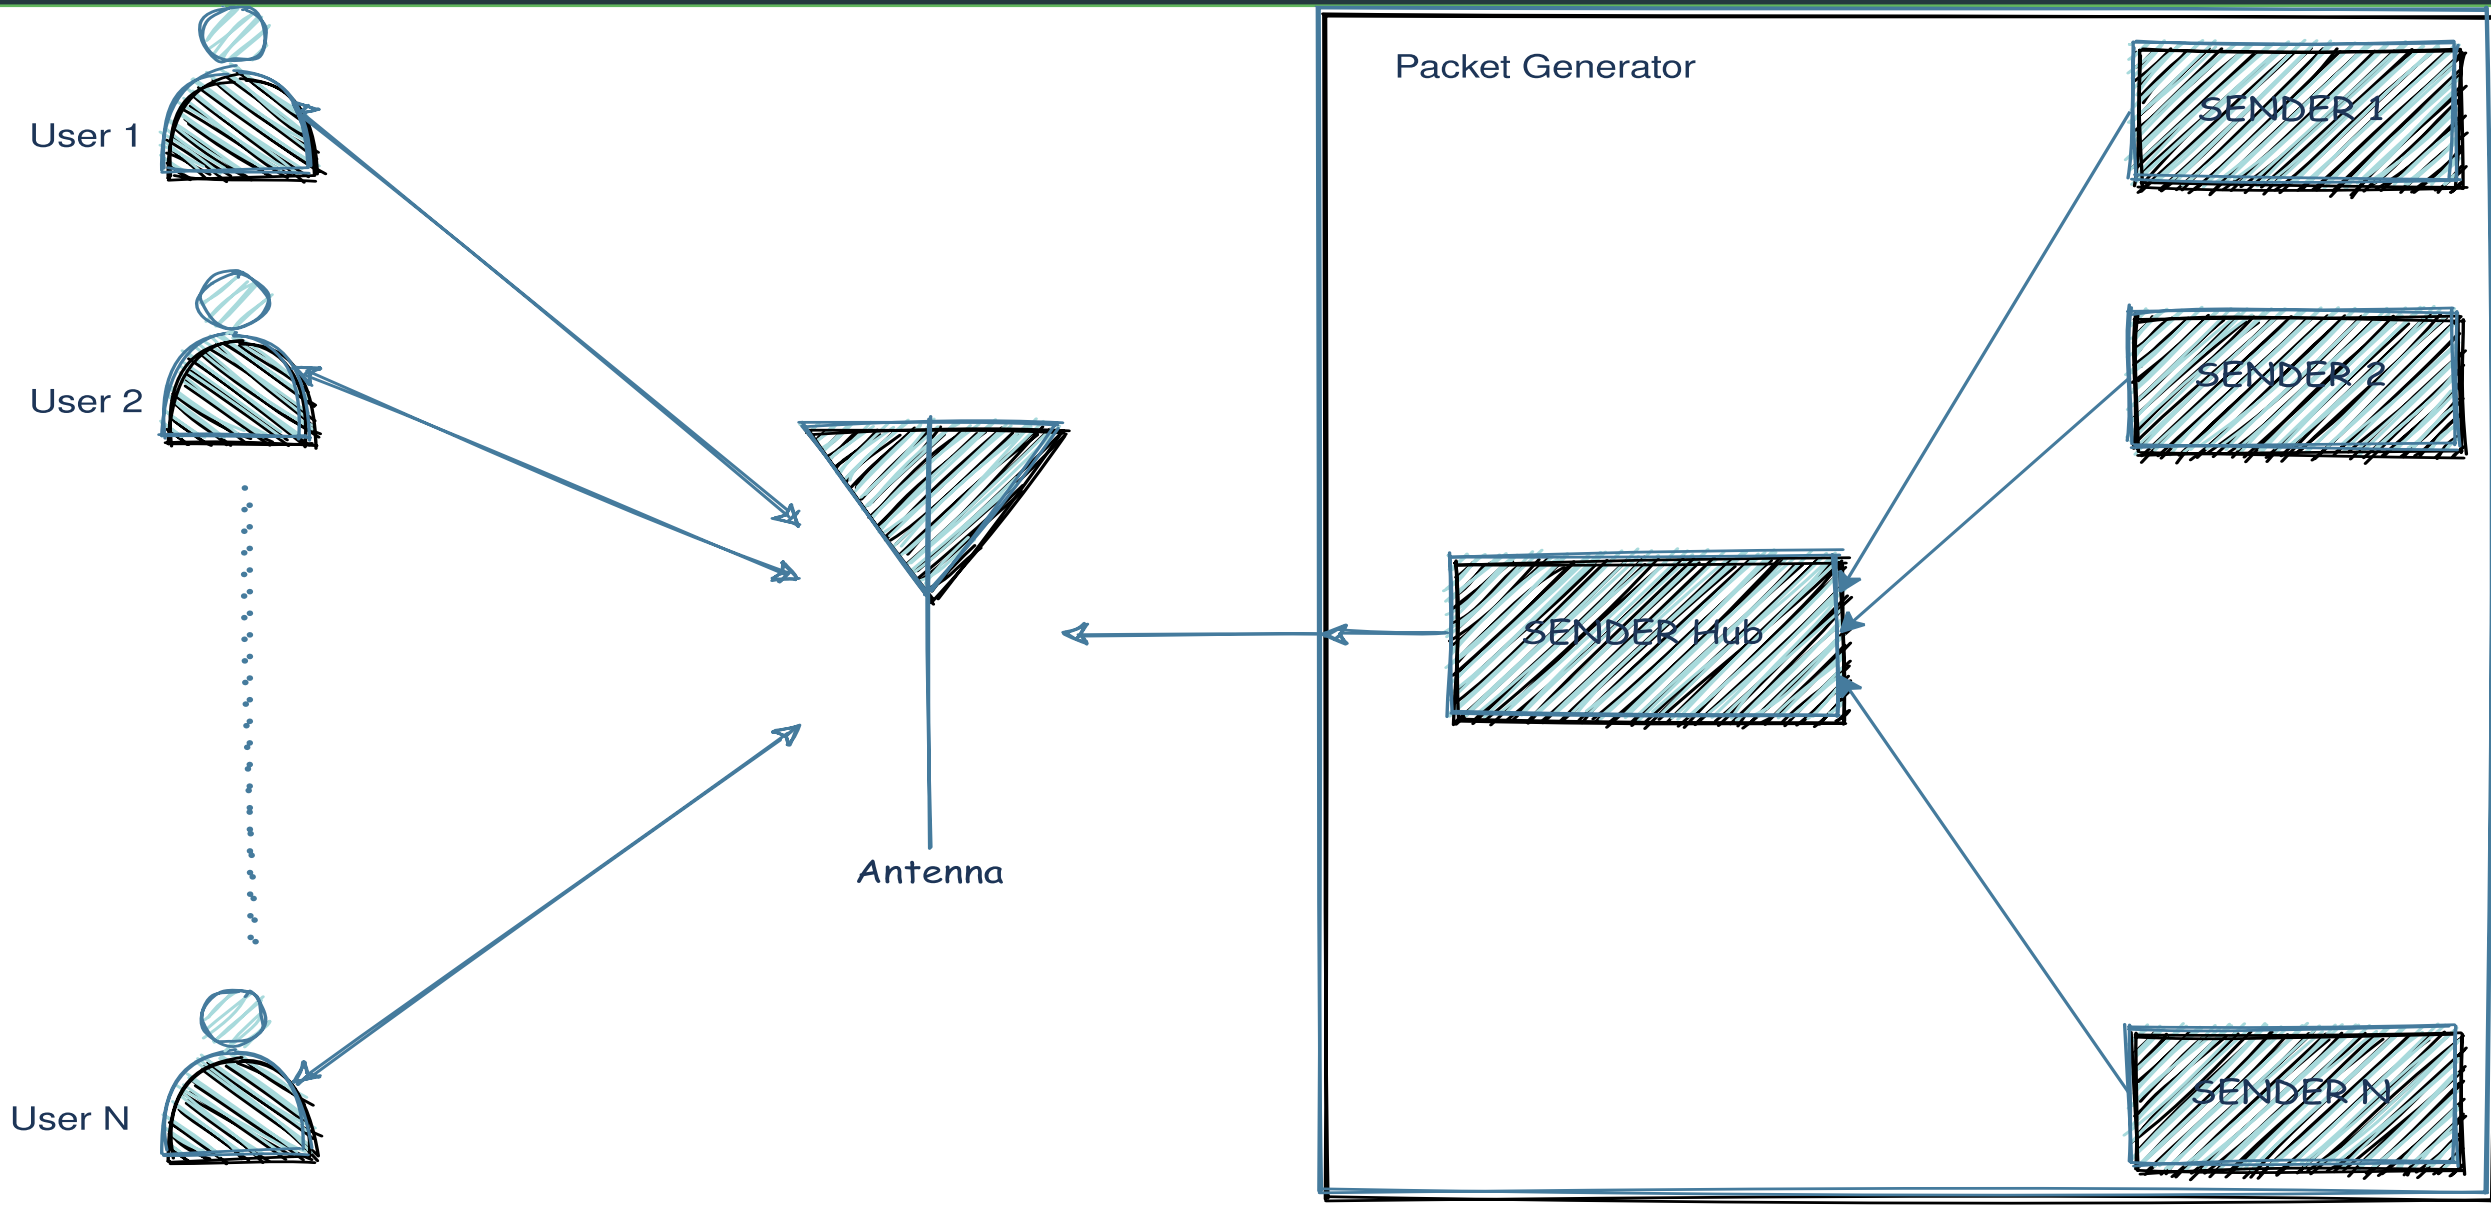 User 1
User 2
User N
Antenna
Packet Generator
SENDER Hub
SENDER 1
SENDER 2
SENDER N